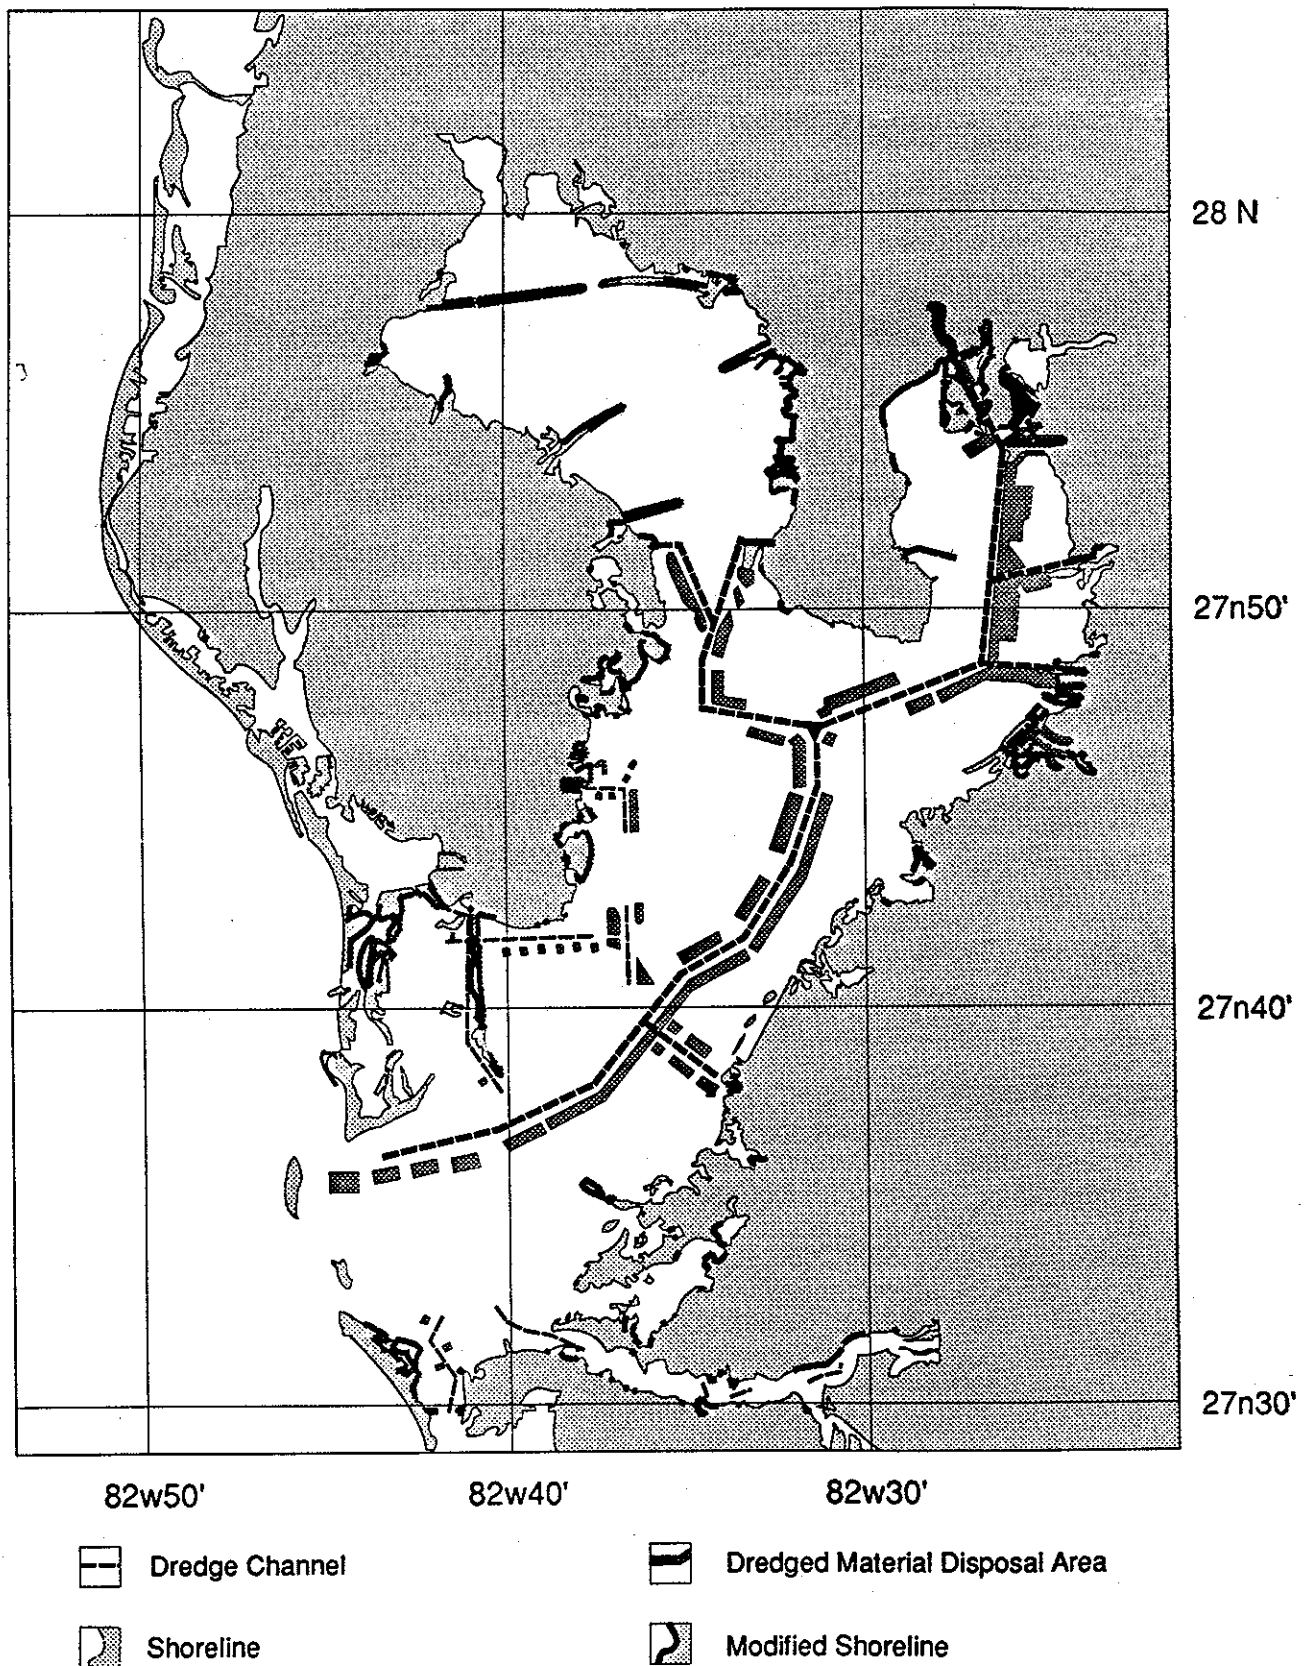 28 N
27n50'
27n40'
27n30'
82w50' 82w40' 82w30'
Dredge Channel
Dredged Material Disposal Area
Shoreline
Modified Shoreline